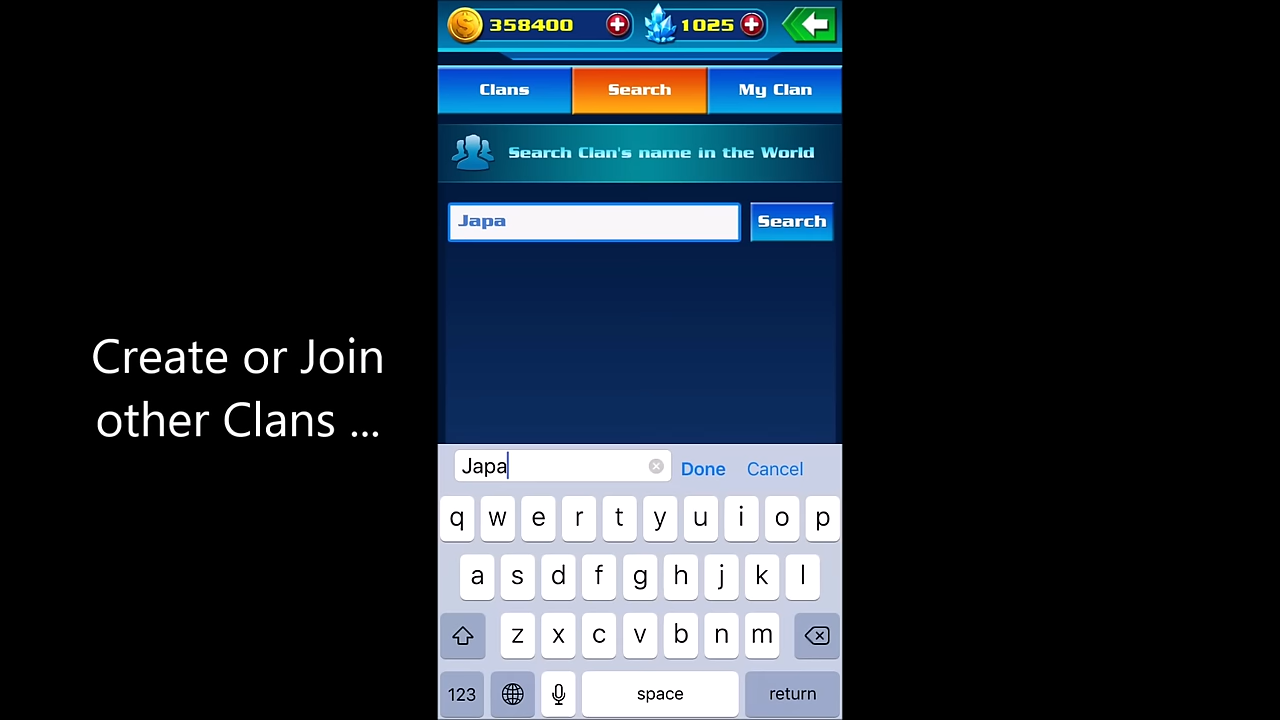 358400 1025
Clans Search My Clan
Search Clan's name in the World
Japa Search
Create or Join
other Clans ...
Japa Done Cancel
q w e r t y u i o p
a s d f g h j k l
z x c v b n m
123 space return